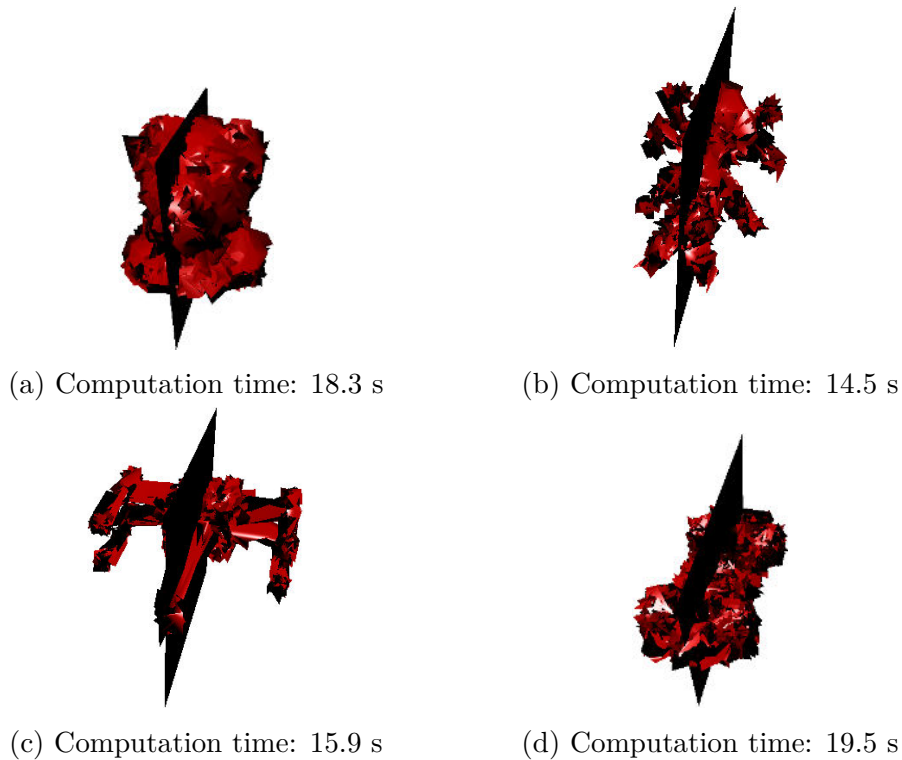 (a) Computation time: 18.3 s
(b) Computation time: 14.5 s
(c) Computation time: 15.9 s
(d) Computation time: 19.5 s